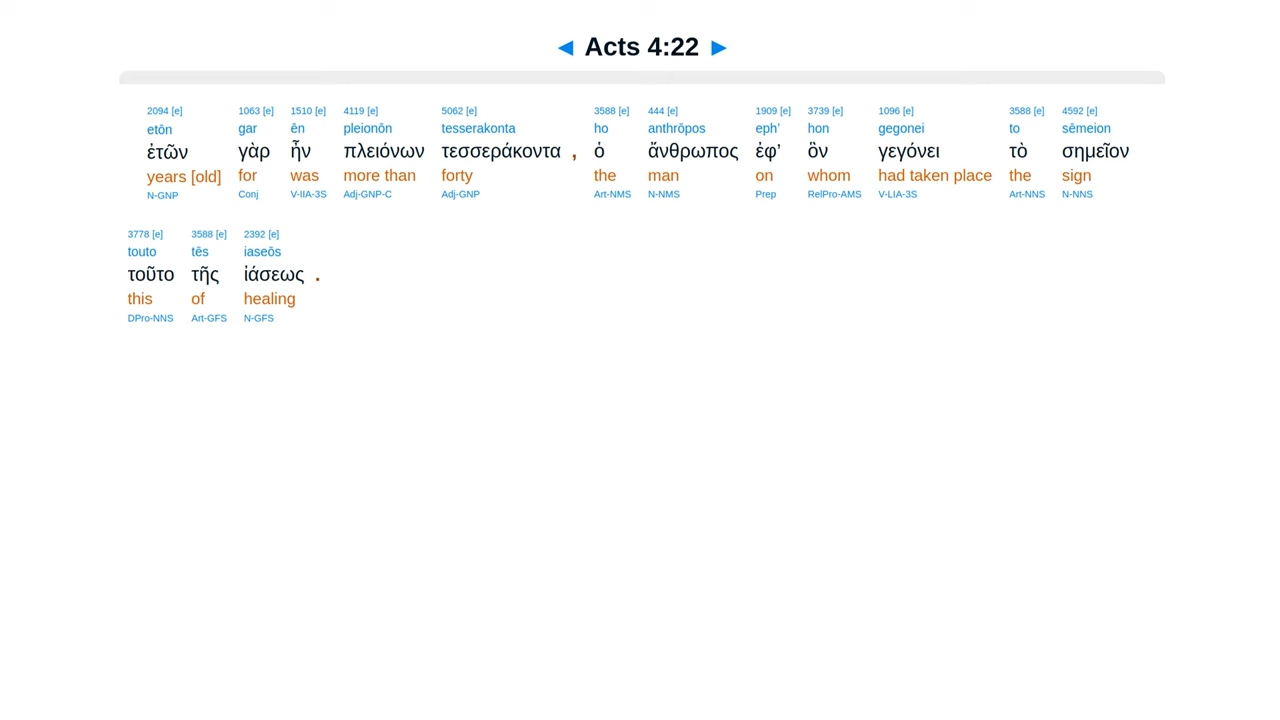 ◄ Acts 4:22 ►
2094 [e] 1063 [e] 1510 [e] 4119 [e] 5062 [e] 3588 [e] 444 [e] 1909 [e] 3739 [e] 1096 [e] 3588 [e] 4592 [e]
etōn gar ēn pleionōn tesserakonta ho anthrōpos eph’ hon gegonei to sēmeion
ἐτῶν γὰρ ἦν πλειόνων τεσσεράκοντα , ὁ ἄνθρωπος ἐφ’ ὃν γεγόνει τὸ σημεῖον
years [old] for was more than forty the man on whom had taken place the sign
N-GNP Conj V-IIA-3S Adj-GNP-C Adj-GNP Art-NMS N-NMS Prep RelPro-AMS V-LIA-3S Art-NNS N-NNS
3778 [e] 3588 [e] 2392 [e]
touto tēs iaseōs
τοῦτο τῆς ἰάσεως .
this of healing
DPro-NNS Art-GFS N-GFS